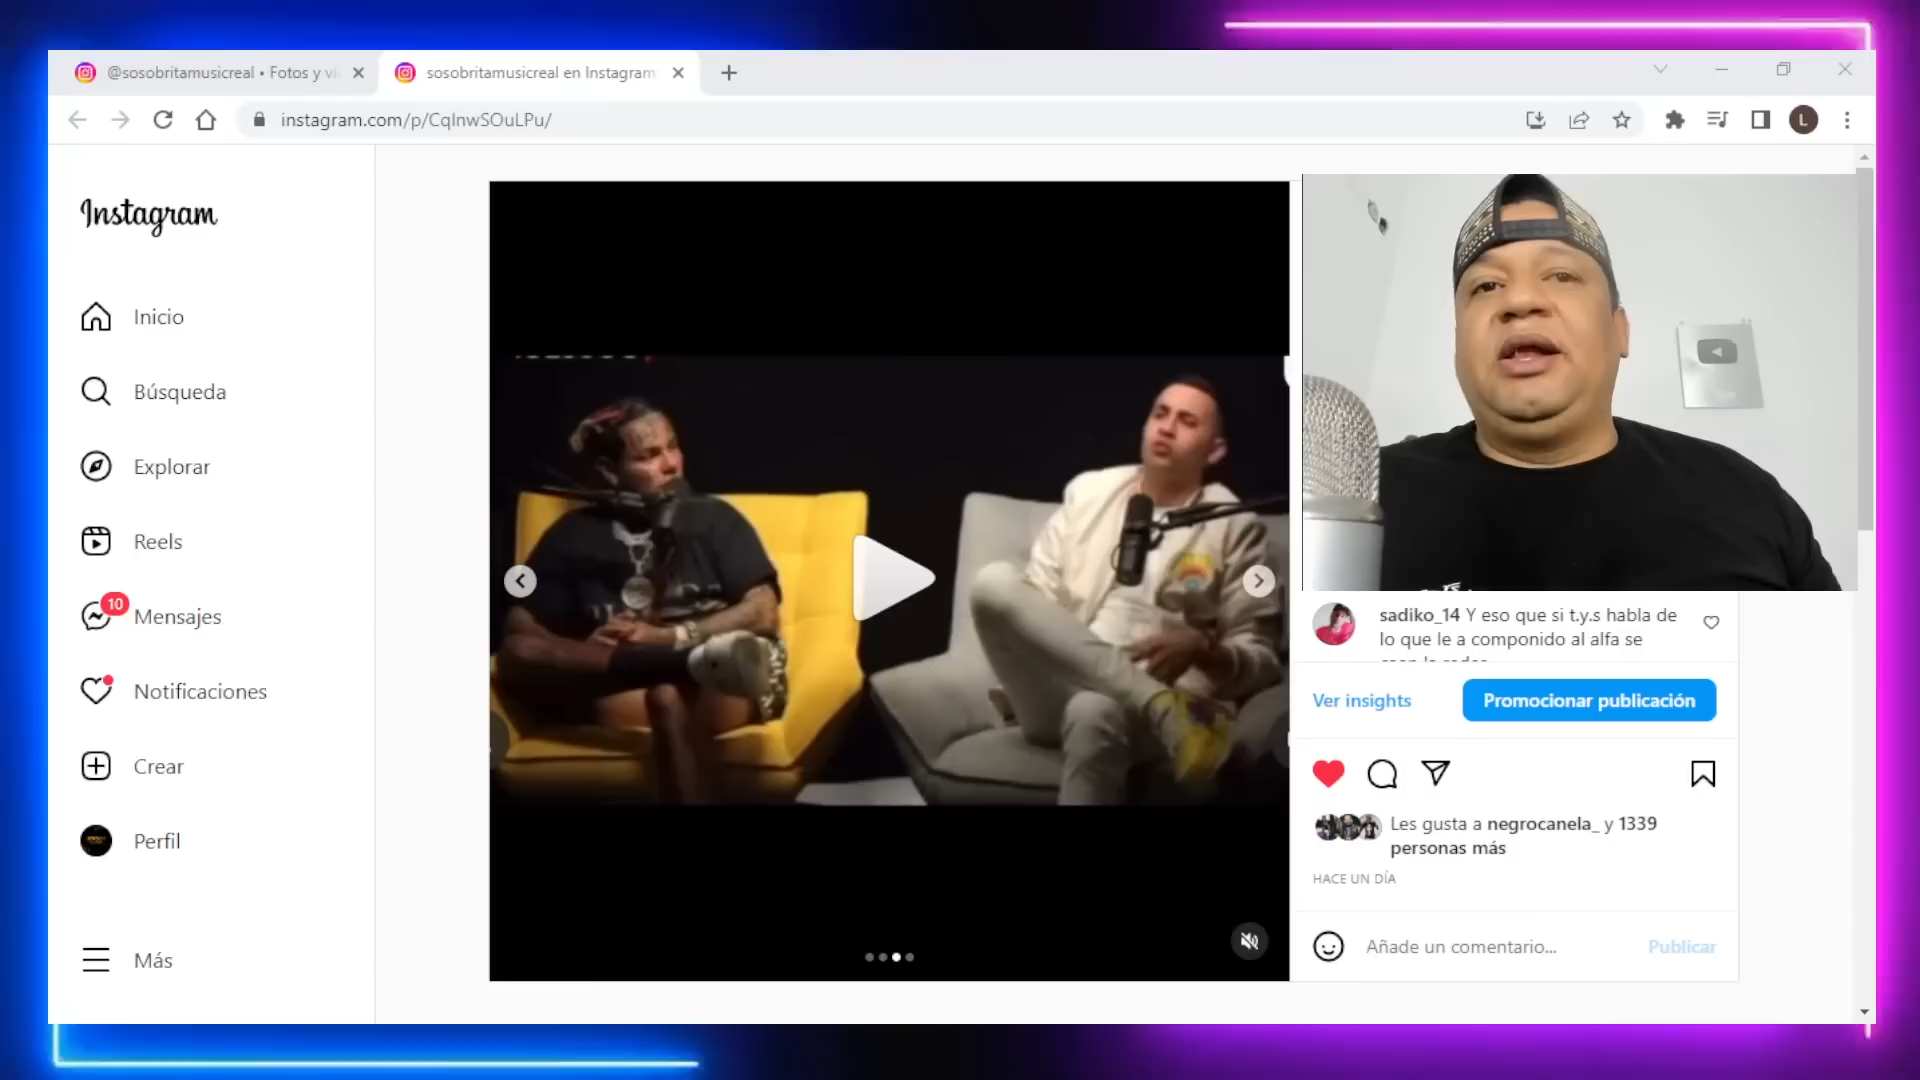 @sosobritamusicreal • Fotos y vi
sosobritamusicreal en Instagram:
instagram.com/p/CqInwSOuLPu/
L
Instagram
Inicio
Búsqueda
Explorar
Reels
10
Mensajes
Notificaciones
Crear
Perfil
Más
sadiko_14 Y eso que si t.y.s habla de
lo que le a componido al alfa se
Ver insights
Promocionar publicación
Les gusta a negrocanela_ y 1339
personas más
HACE UN DÍA
Añade un comentario...
Publicar